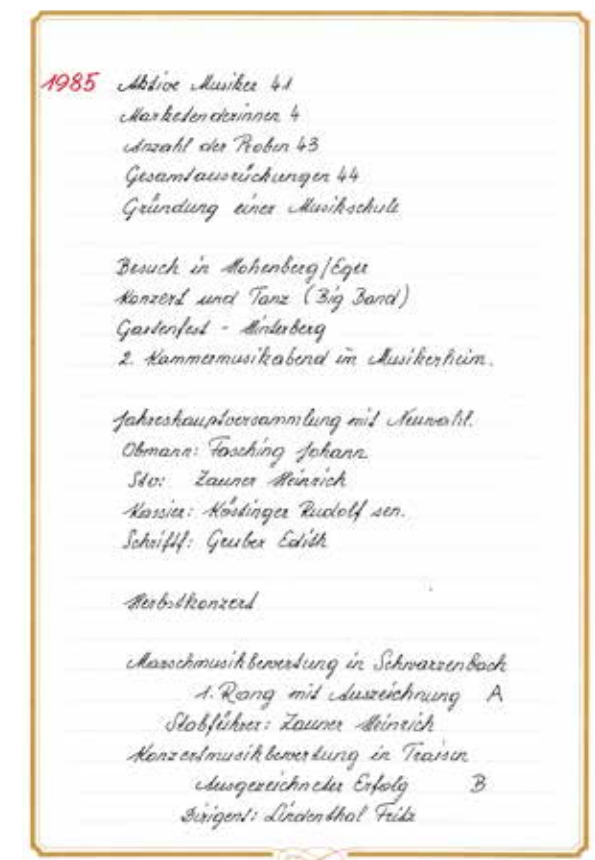 1985 Aktive Musiker 41
Marketenderinnen 4
Anzahl der Proben 43
Gesamtausrückungen 44
Gründung einer Musikschule
Besuch in Hohenberg/Eger
Konzert und Tanz (Big Band)
Gartenfest - Hinterberg
2. Kammermusikabend im Musikerheim.
Jahreshauptversammlung mit Neuwahl.
Obmann: Fasching Johann
Stv: Zauner Heinrich
Kassier: Köstinger Rudolf sen.
Schriftf: Gruber Edith
Herbstkonzert
Marschmusikbewertung in Schwarzenbach
1. Rang mit Auszeichnung A
Stabführer: Zauner Heinrich
Konzertmusikbewertung in Traisen
Ausgezeichneter Erfolg B
Dirigent: Lindenthal Fritz